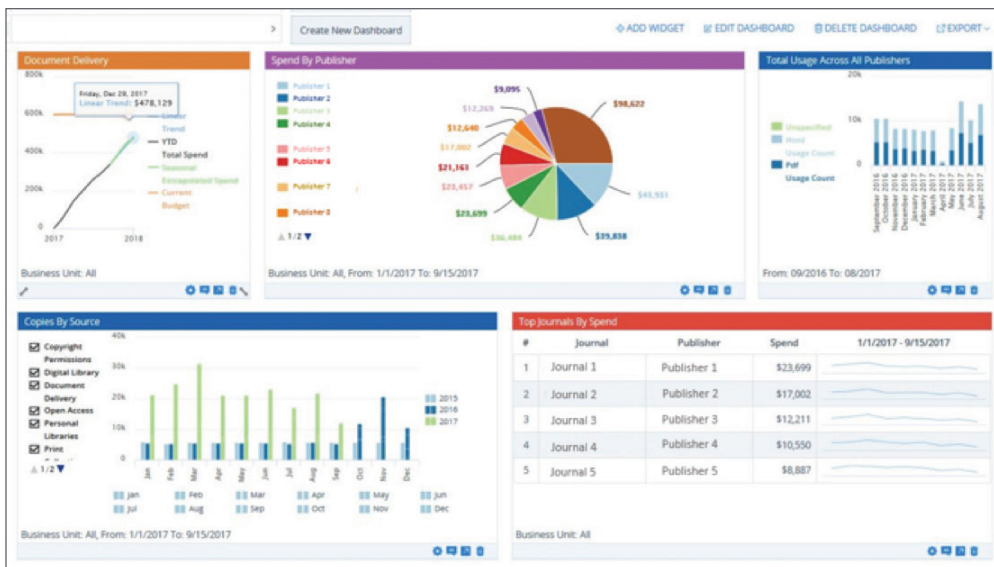 Create New Dashboard
ADD WIDGET
EDIT DASHBOARD
DELETE DASHBOARD
EXPORT
Document Delivery
800k
600k
400k
200k
0
2017
2018
Friday, Dec 29, 2017
Linear Trend: $478,129
Linear
Trend
YTD
Total Spend
Seasonal
Extrapolated Spend
Current
Budget
Business Unit: All
Spend By Publisher
Publisher 1
Publisher 2
Publisher 3
Publisher 4
Publisher 5
Publisher 6
Publisher 7
Publisher 8
1/2
$9,095
$12,269
$12,640
$17,002
$21,161
$23,699
$39,838
$98,622
Business Unit: All, From: 1/1/2017 To: 9/15/2017
Total Usage Across All Publishers
20k
10k
0
Unspecified
Html
Usage Count
Pdf
Usage Count
September 2016
October 2016
November 2016
December 2016
January 2017
February 2017
March 2017
April 2017
May 2017
June 2017
July 2017
August 2017
From: 09/2016 To: 08/2017
Copies By Source
Copyright
Permissions
Digital Library
Document
Delivery
Open Access
Personal
Libraries
Print
1/2
40k
30k
20k
10k
0
Jan
Feb
Mar
Apr
May
Jun
Jul
Aug
Sep
Oct
Nov
Dec
2015
2016
2017
Jan Feb Mar Apr May Jun
Jul Aug Sep Oct Nov Dec
Business Unit: All, From: 1/1/2017 To: 9/15/2017
Top Journals By Spend
# Journal Publisher Spend 1/1/2017 - 9/15/2017
1 Journal 1 Publisher 1 $23,699
2 Journal 2 Publisher 2 $17,002
3 Journal 3 Publisher 3 $12,211
4 Journal 4 Publisher 4 $10,550
5 Journal 5 Publisher 5 $8,887
Business Unit: All